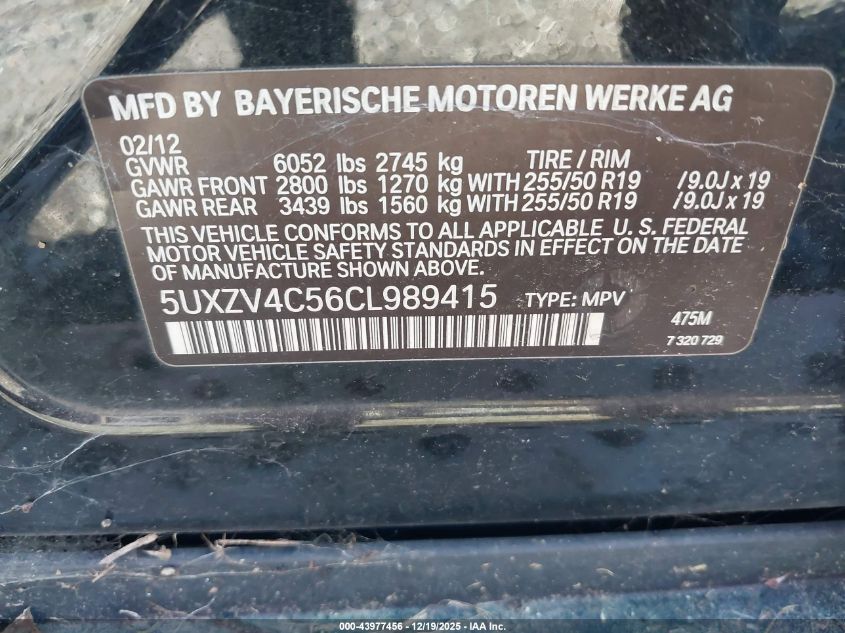 MFD BY BAYERISCHE MOTOREN WERKE AG
02/12
GVWR 6052 lbs 2745 kg TIRE / RIM
GAWR FRONT 2800 lbs 1270 kg WITH 255/50 R19 /9.0J x 19
GAWR REAR 3439 lbs 1560 kg WITH 255/50 R19 /9.0J x 19
THIS VEHICLE CONFORMS TO ALL APPLICABLE U. S. FEDERAL
MOTOR VEHICLE SAFETY STANDARDS IN EFFECT ON THE DATE
OF MANUFACTURE SHOWN ABOVE.
5UXZV4C56CL989415 TYPE: MPV
475M
7 320 729
000-43977456 - 12/19/2025 - IAA Inc.